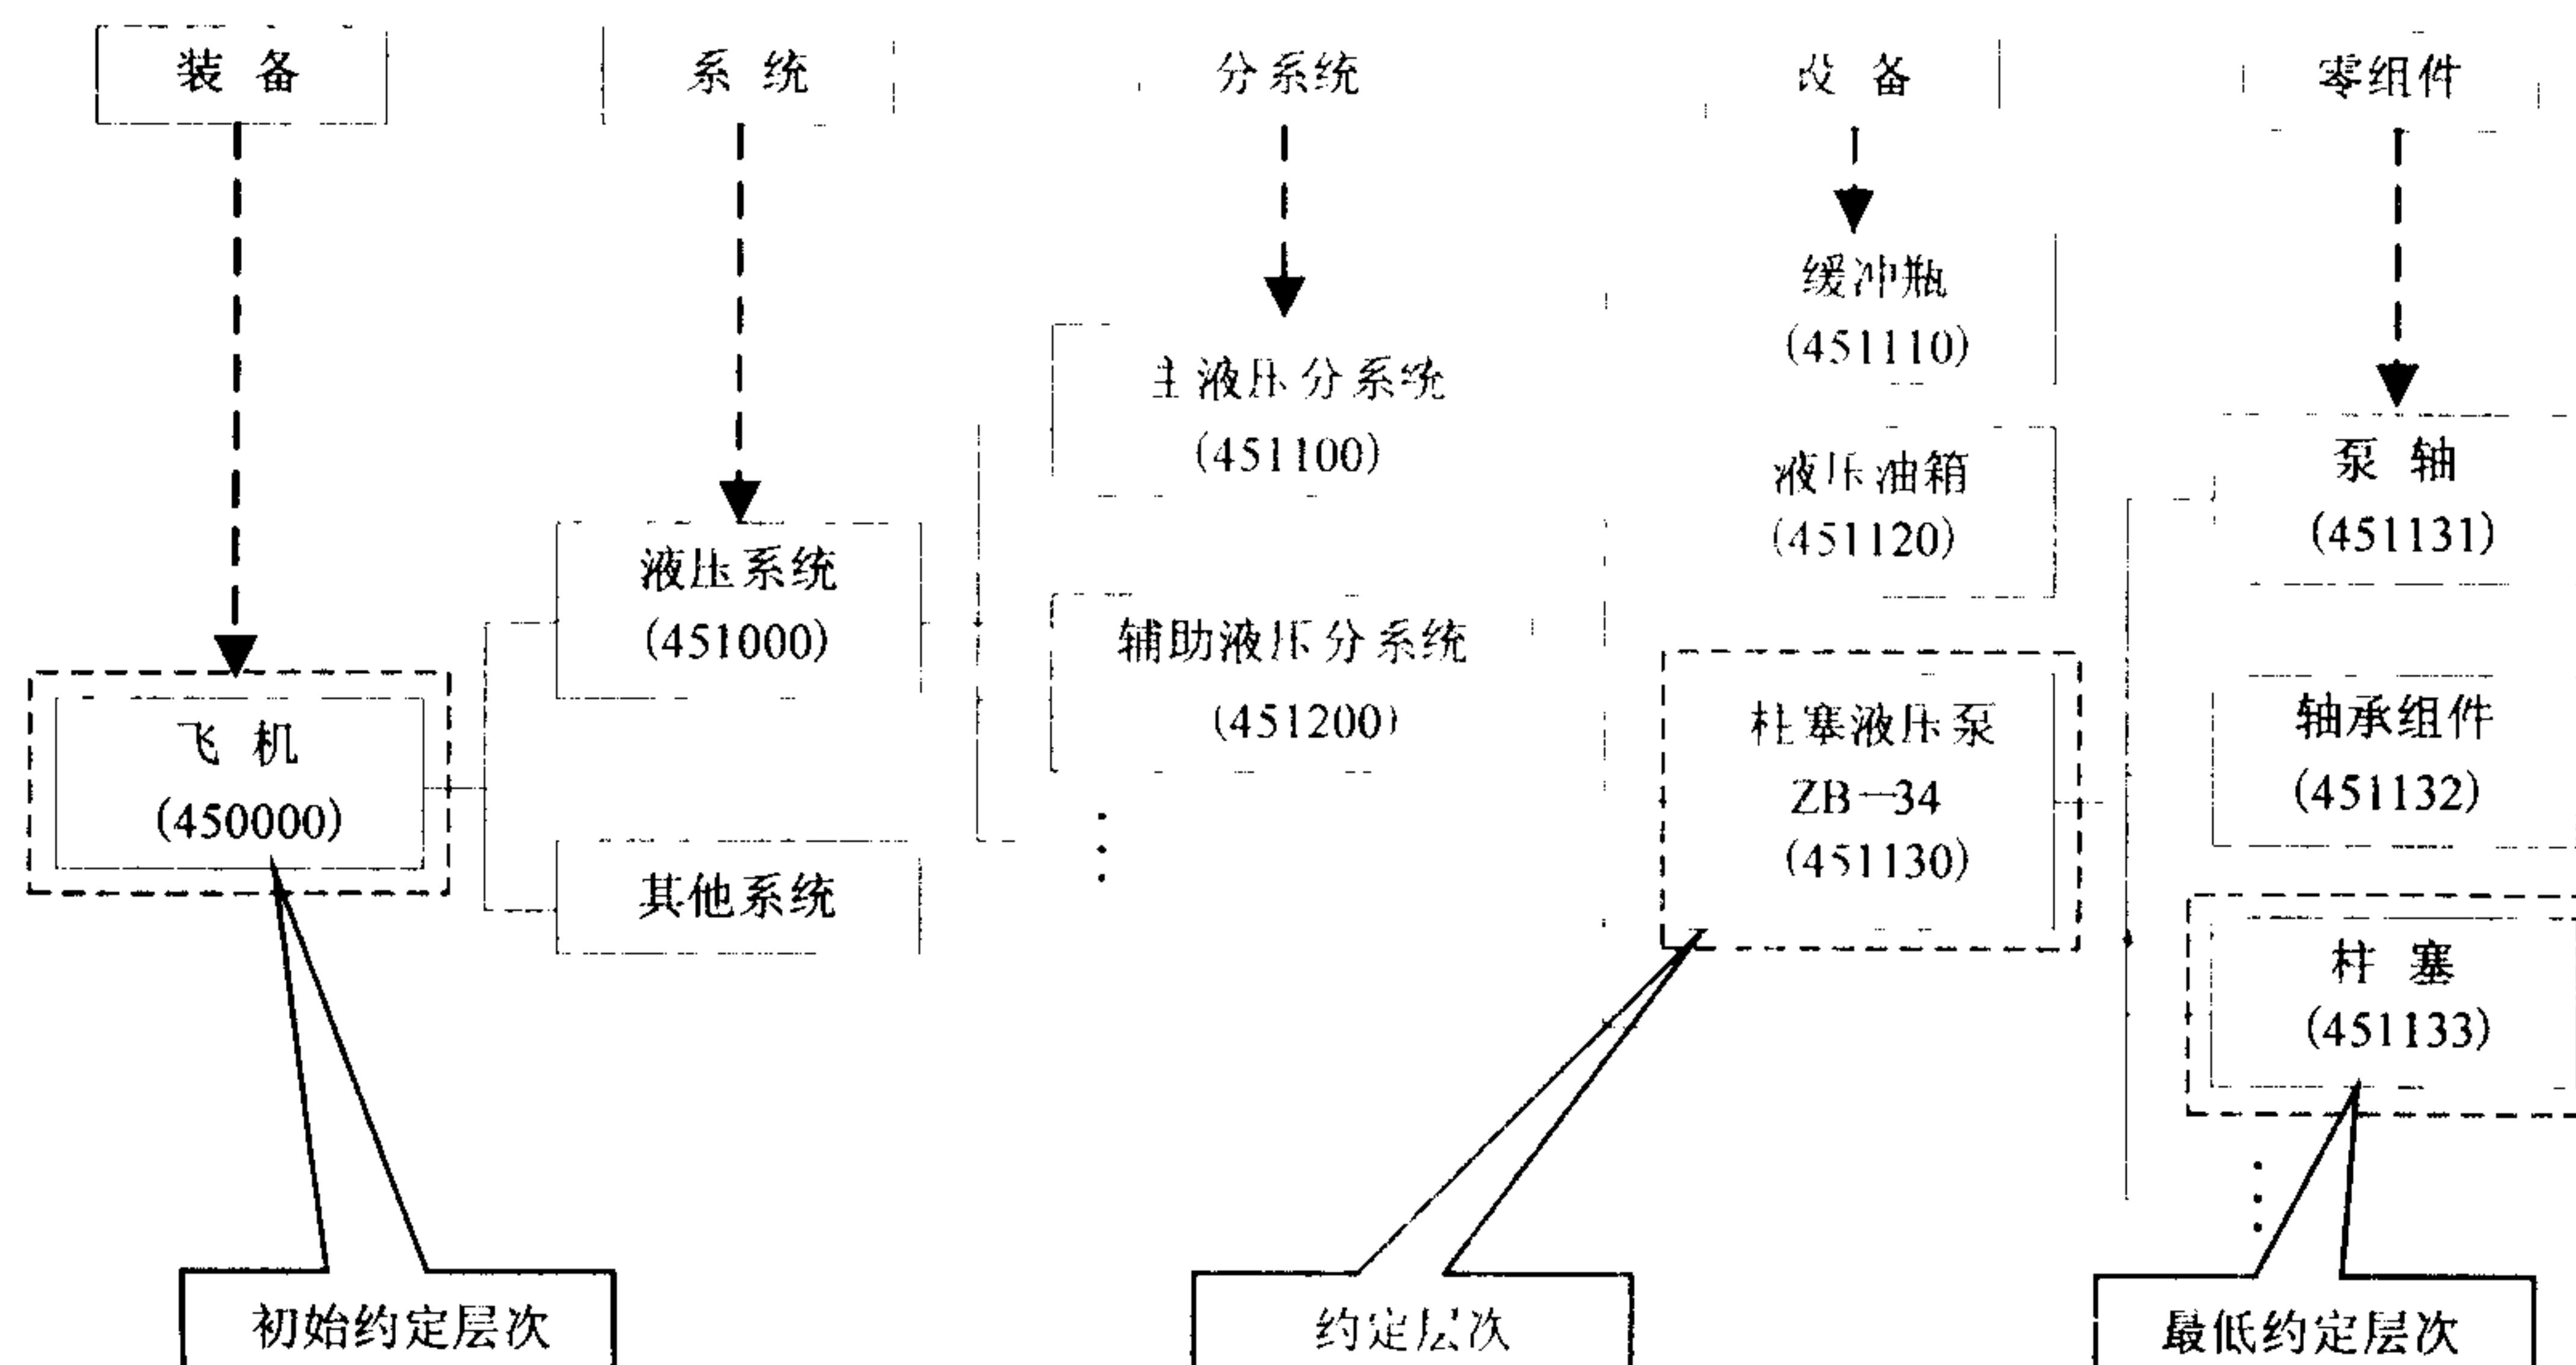 装 备
系 统
分系统
设 备
零组件
缓冲瓶
(451110)
主液压分系统
(451100)
液压油箱
(451120)
泵 轴
(451131)
液压系统
(451000)
辅助液压分系统
(451200)
飞 机
(450000)
柱塞液压泵
ZB—34
(451130)
轴承组件
(451132)
其他系统
柱 塞
(451133)
初始约定层次
约定层次
最低约定层次